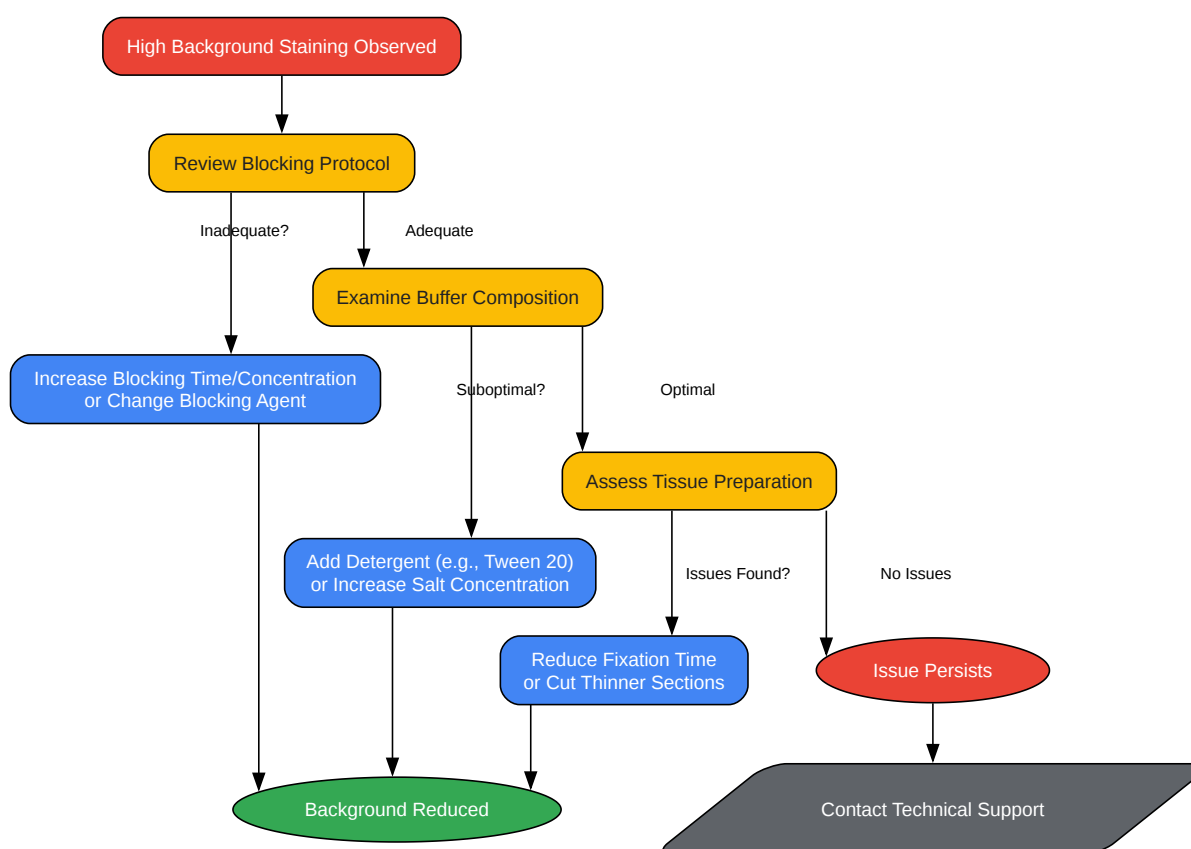 High Background Staining Observed
Review Blocking Protocol
Inadequate?
Adequate
Examine Buffer Composition
Increase Blocking Time/Concentration
or Change Blocking Agent
Suboptimal?
Optimal
Assess Tissue Preparation
Add Detergent (e.g., Tween 20)
or Increase Salt Concentration
Issues Found?
No Issues
Reduce Fixation Time
or Cut Thinner Sections
Issue Persists
Background Reduced
Contact Technical Support